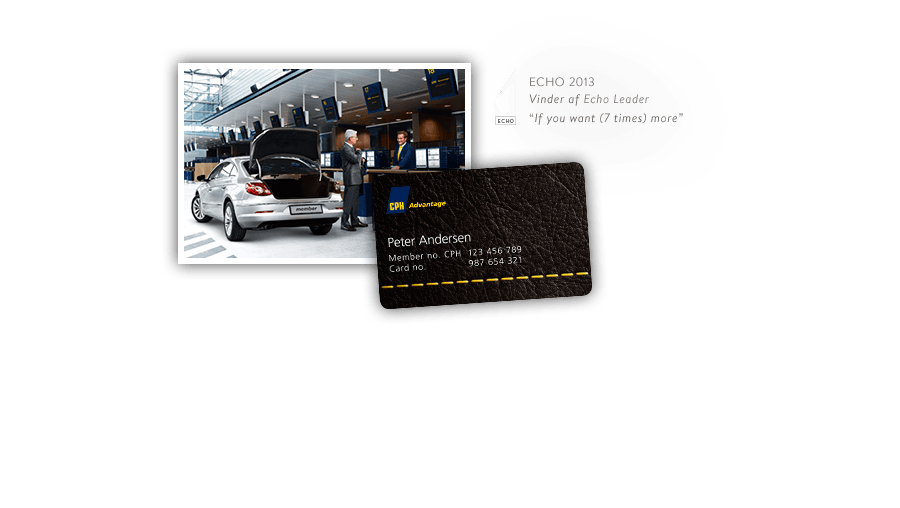 ECHO 2013
Vinder af Echo Leader
“If you want (7 times) more”
ECHO
member
CPH Advantage
Peter Andersen
Member no. CPH 123 456 789
Card no. 987 654 321